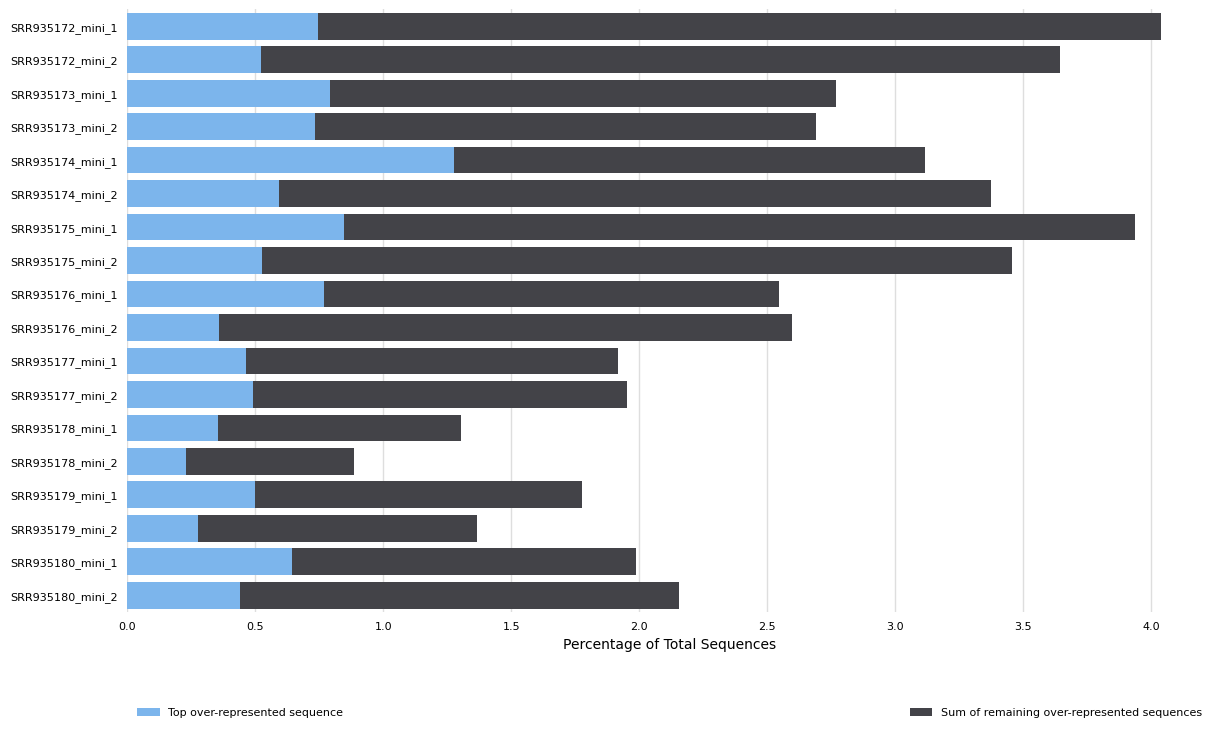 SRR935172_mini_1
SRR935172_mini_2
SRR935173_mini_1
SRR935173_mini_2
SRR935174_mini_1
SRR935174_mini_2
SRR935175_mini_1
SRR935175_mini_2
SRR935176_mini_1
SRR935176_mini_2
SRR935177_mini_1
SRR935177_mini_2
SRR935178_mini_1
SRR935178_mini_2
SRR935179_mini_1
SRR935179_mini_2
SRR935180_mini_1
SRR935180_mini_2
0.0 0.5 1.0 1.5 2.0 2.5 3.0 3.5 4.0
Percentage of Total Sequences
Top over-represented sequence Sum of remaining over-represented sequences